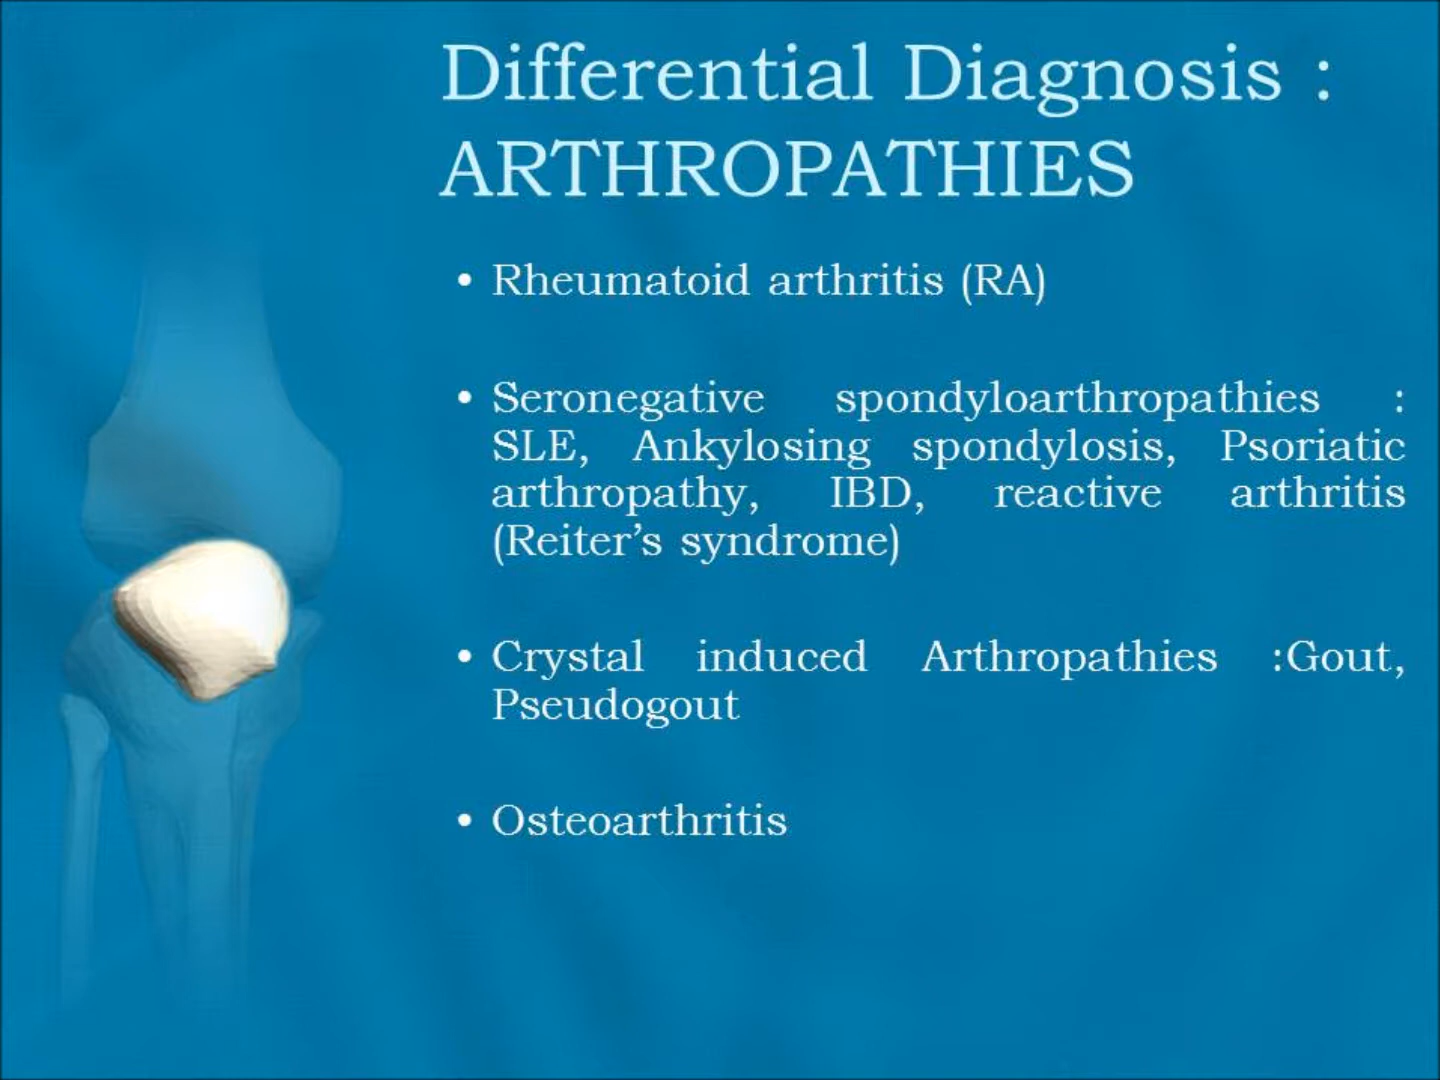 Differential Diagnosis :
ARTHROPATHIES
• Rheumatoid arthritis (RA)
• Seronegative spondyloarthropathies :
SLE, Ankylosing spondylosis, Psoriatic
arthropathy, IBD, reactive arthritis
(Reiter’s syndrome)
• Crystal induced Arthropathies :Gout,
Pseudogout
• Osteoarthritis